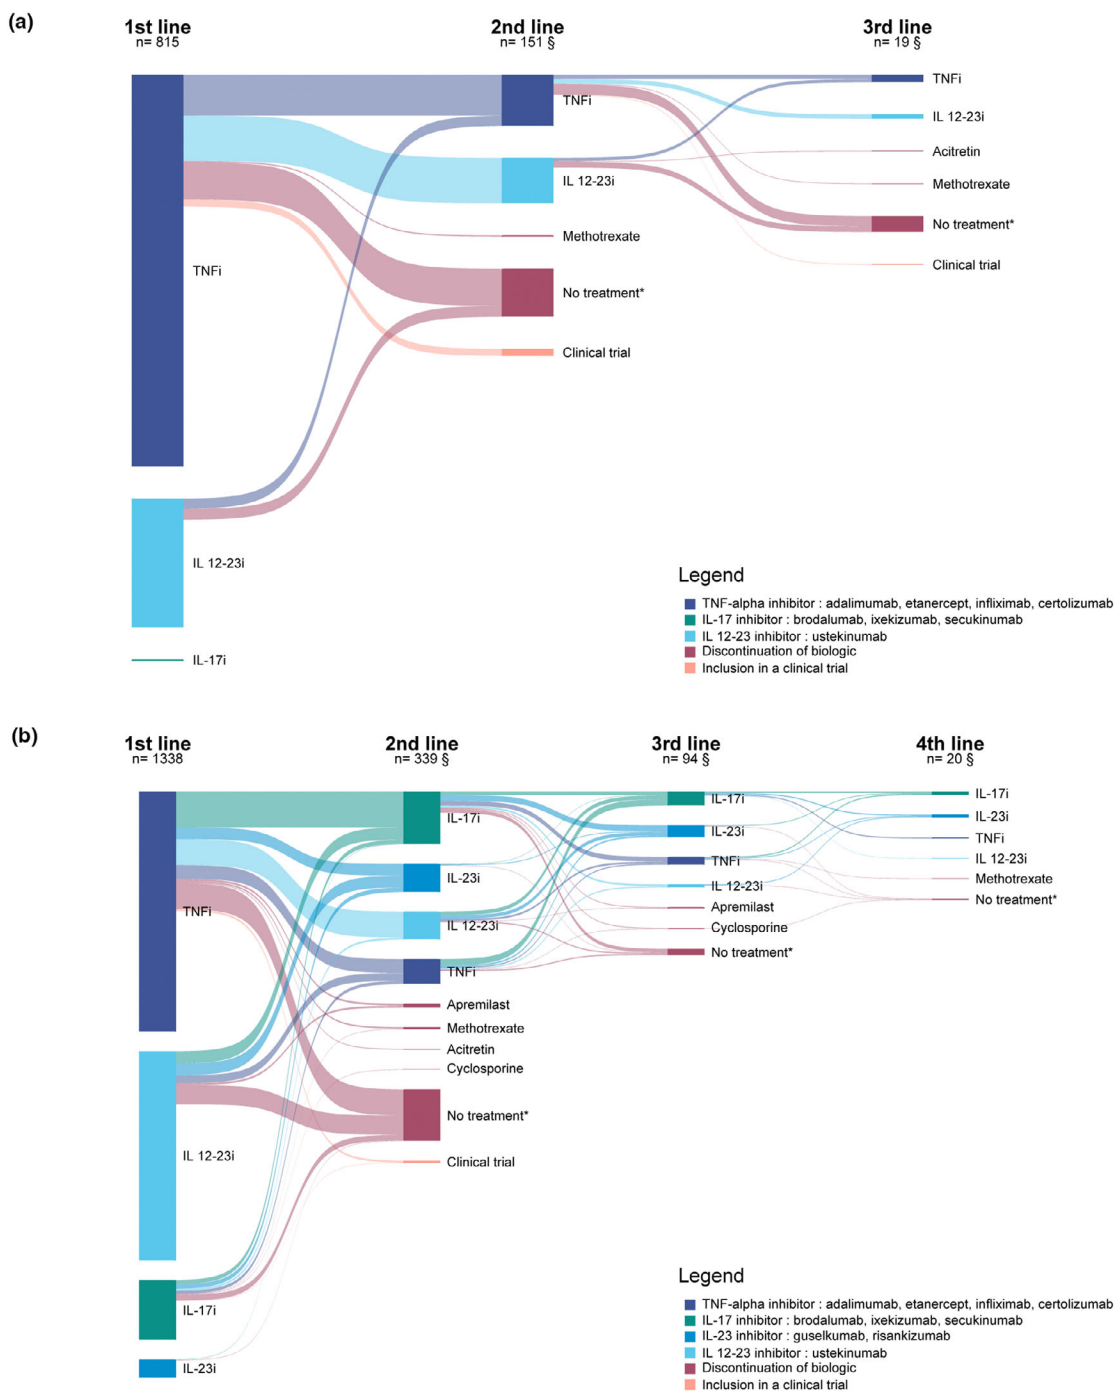 (a)
1st line
n= 815
2nd line
n= 151 §
3rd line
n= 19 §
TNFi
IL 12-23i
IL-17i
TNFi
IL 12-23i
Methotrexate
No treatment*
Clinical trial
TNFi
IL 12-23i
Acitretin
Methotrexate
No treatment*
Clinical trial
Legend
TNF-alpha inhibitor : adalimumab, etanercept, infliximab, certolizumab
IL-17 inhibitor : brodalumab, ixekizumab, secukinumab
IL 12-23 inhibitor : ustekinumab
Discontinuation of biologic
Inclusion in a clinical trial
(b)
1st line
n= 1338
2nd line
n= 339 §
3rd line
n= 94 §
4th line
n= 20 §
TNFi
IL 12-23i
IL-17i
IL-23i
IL-17i
IL-23i
IL 12-23i
TNFi
Apremilast
Methotrexate
Acitretin
Cyclosporine
No treatment*
Clinical trial
IL-17i
IL-23i
TNFi
IL 12-23i
Apremilast
Cyclosporine
No treatment*
IL-17i
IL-23i
TNFi
IL 12-23i
Methotrexate
No treatment*
Legend
TNF-alpha inhibitor : adalimumab, etanercept, infliximab, certolizumab
IL-17 inhibitor : brodalumab, ixekizumab, secukinumab
IL-23 inhibitor : guselkumab, risankizumab
IL 12-23 inhibitor : ustekinumab
Discontinuation of biologic
Inclusion in a clinical trial